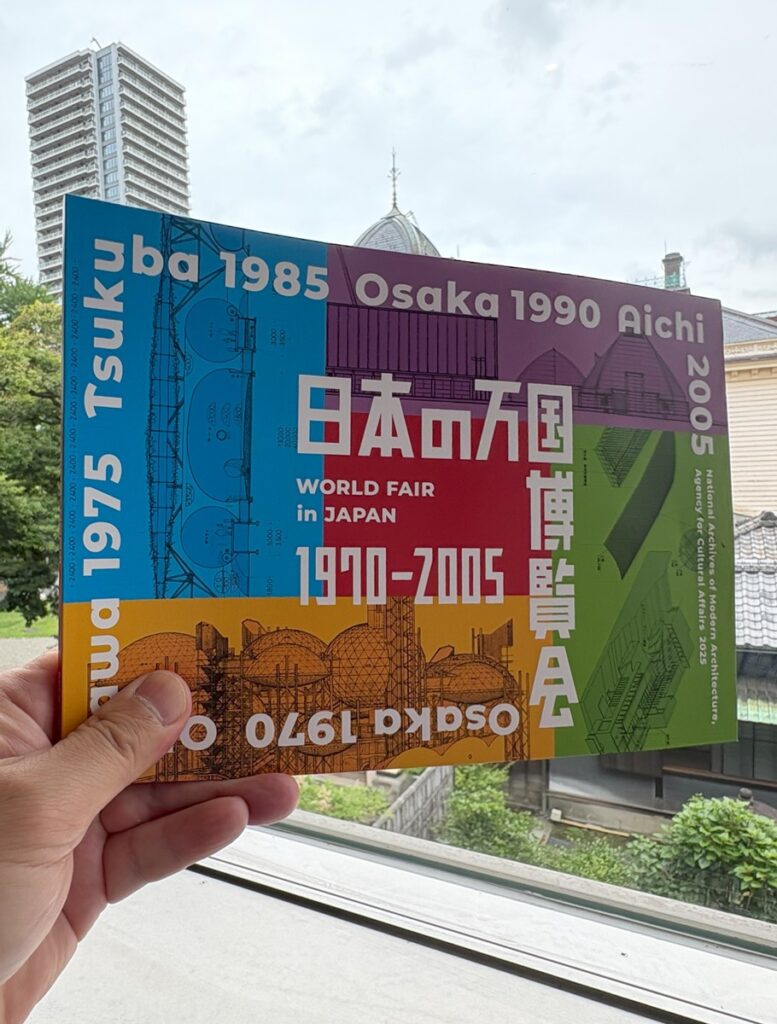 日本の万国
博覧会
WORLD FAIR
in JAPAN
1970-2005
Osaka 1970 O
awa 1975
Tsukuba 1985
Osaka 1990
Aichi 2005
National Archives of Modern Architecture,
Agency for Cultural Affairs 2025